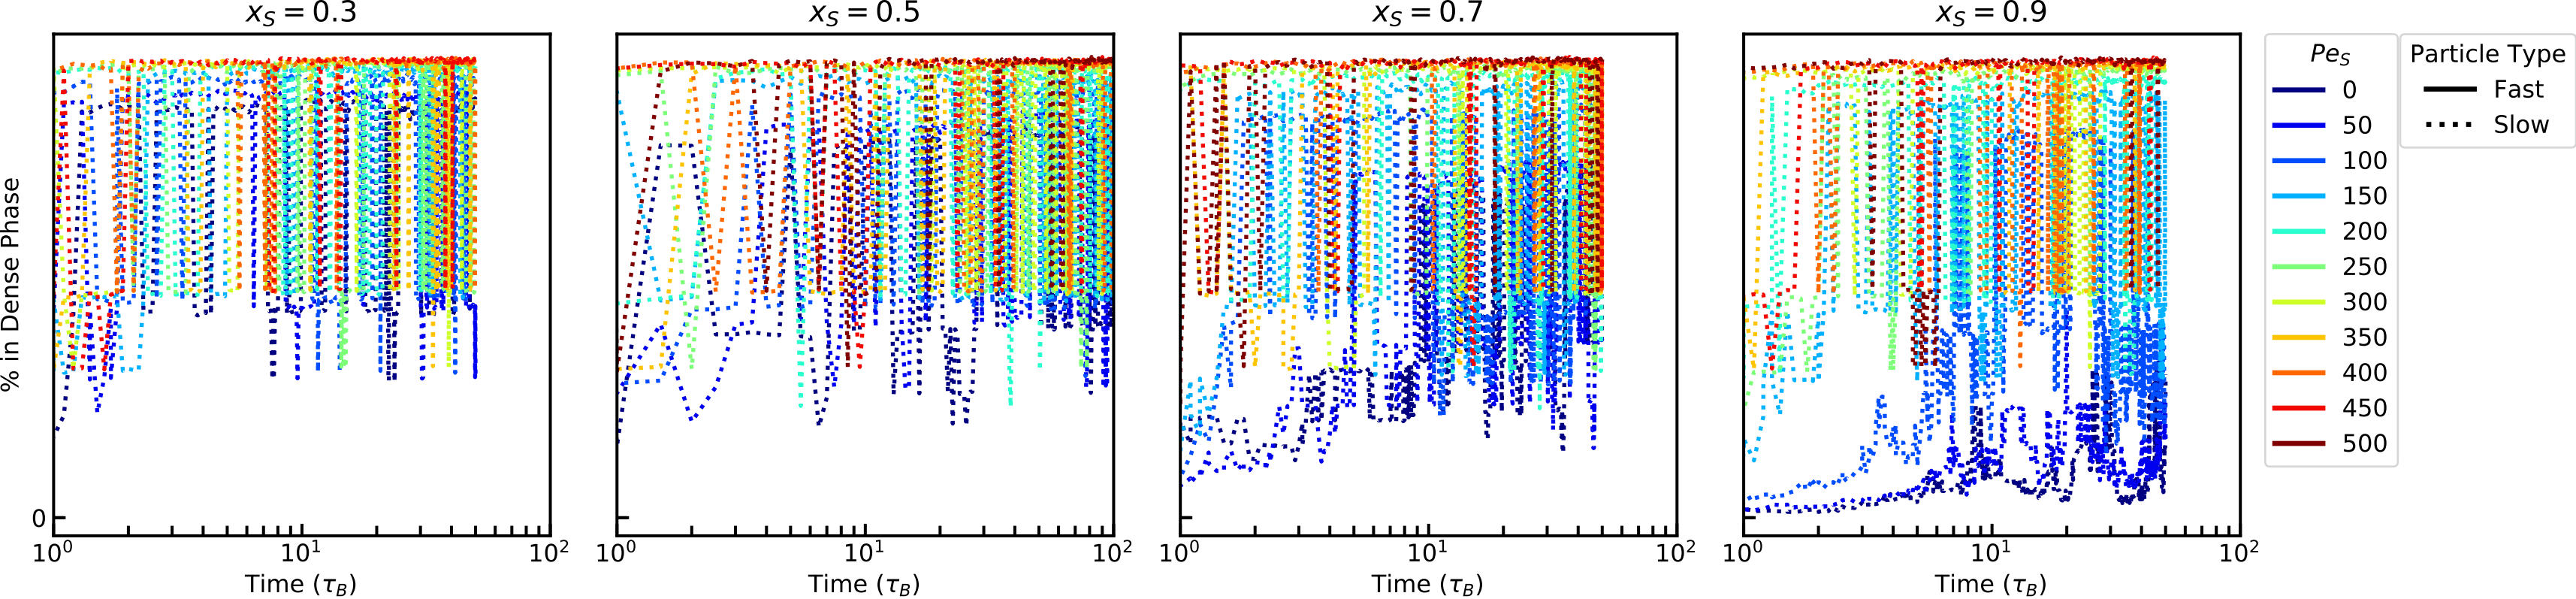 x_S = 0.3
x_S = 0.5
x_S = 0.7
x_S = 0.9
% in Dense Phase
0
10^0
10^1
10^2
Time (τ_B)
10^0
10^1
10^2
Time (τ_B)
10^0
10^1
10^2
Time (τ_B)
10^0
10^1
10^2
Time (τ_B)
Pe_S
0
50
100
150
200
250
300
350
400
450
500
Particle Type
Fast
Slow